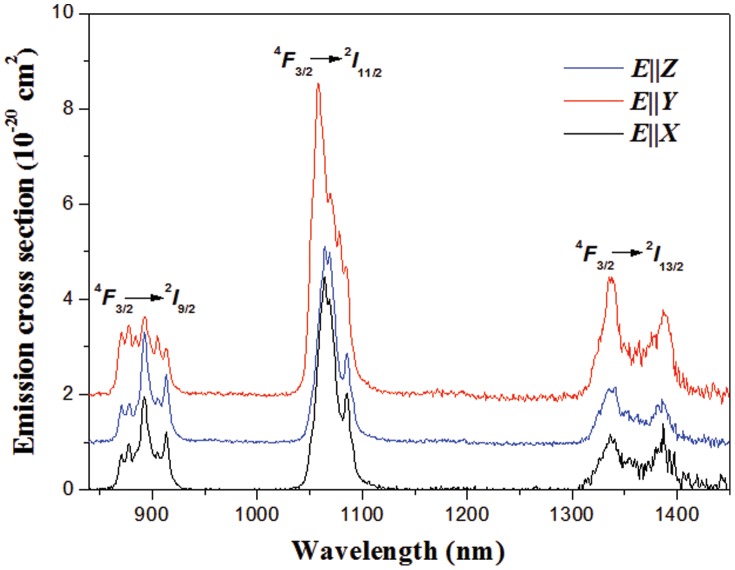 Emission cross section (10⁻²⁰ cm²)
10
8
6
4
2
0
⁴F₃/₂ → ²I₉/₂
⁴F₃/₂ → ²I₁₁/₂
⁴F₃/₂ → ²I₁₃/₂
E||Z
E||Y
E||X
900 1000 1100 1200 1300 1400
Wavelength (nm)